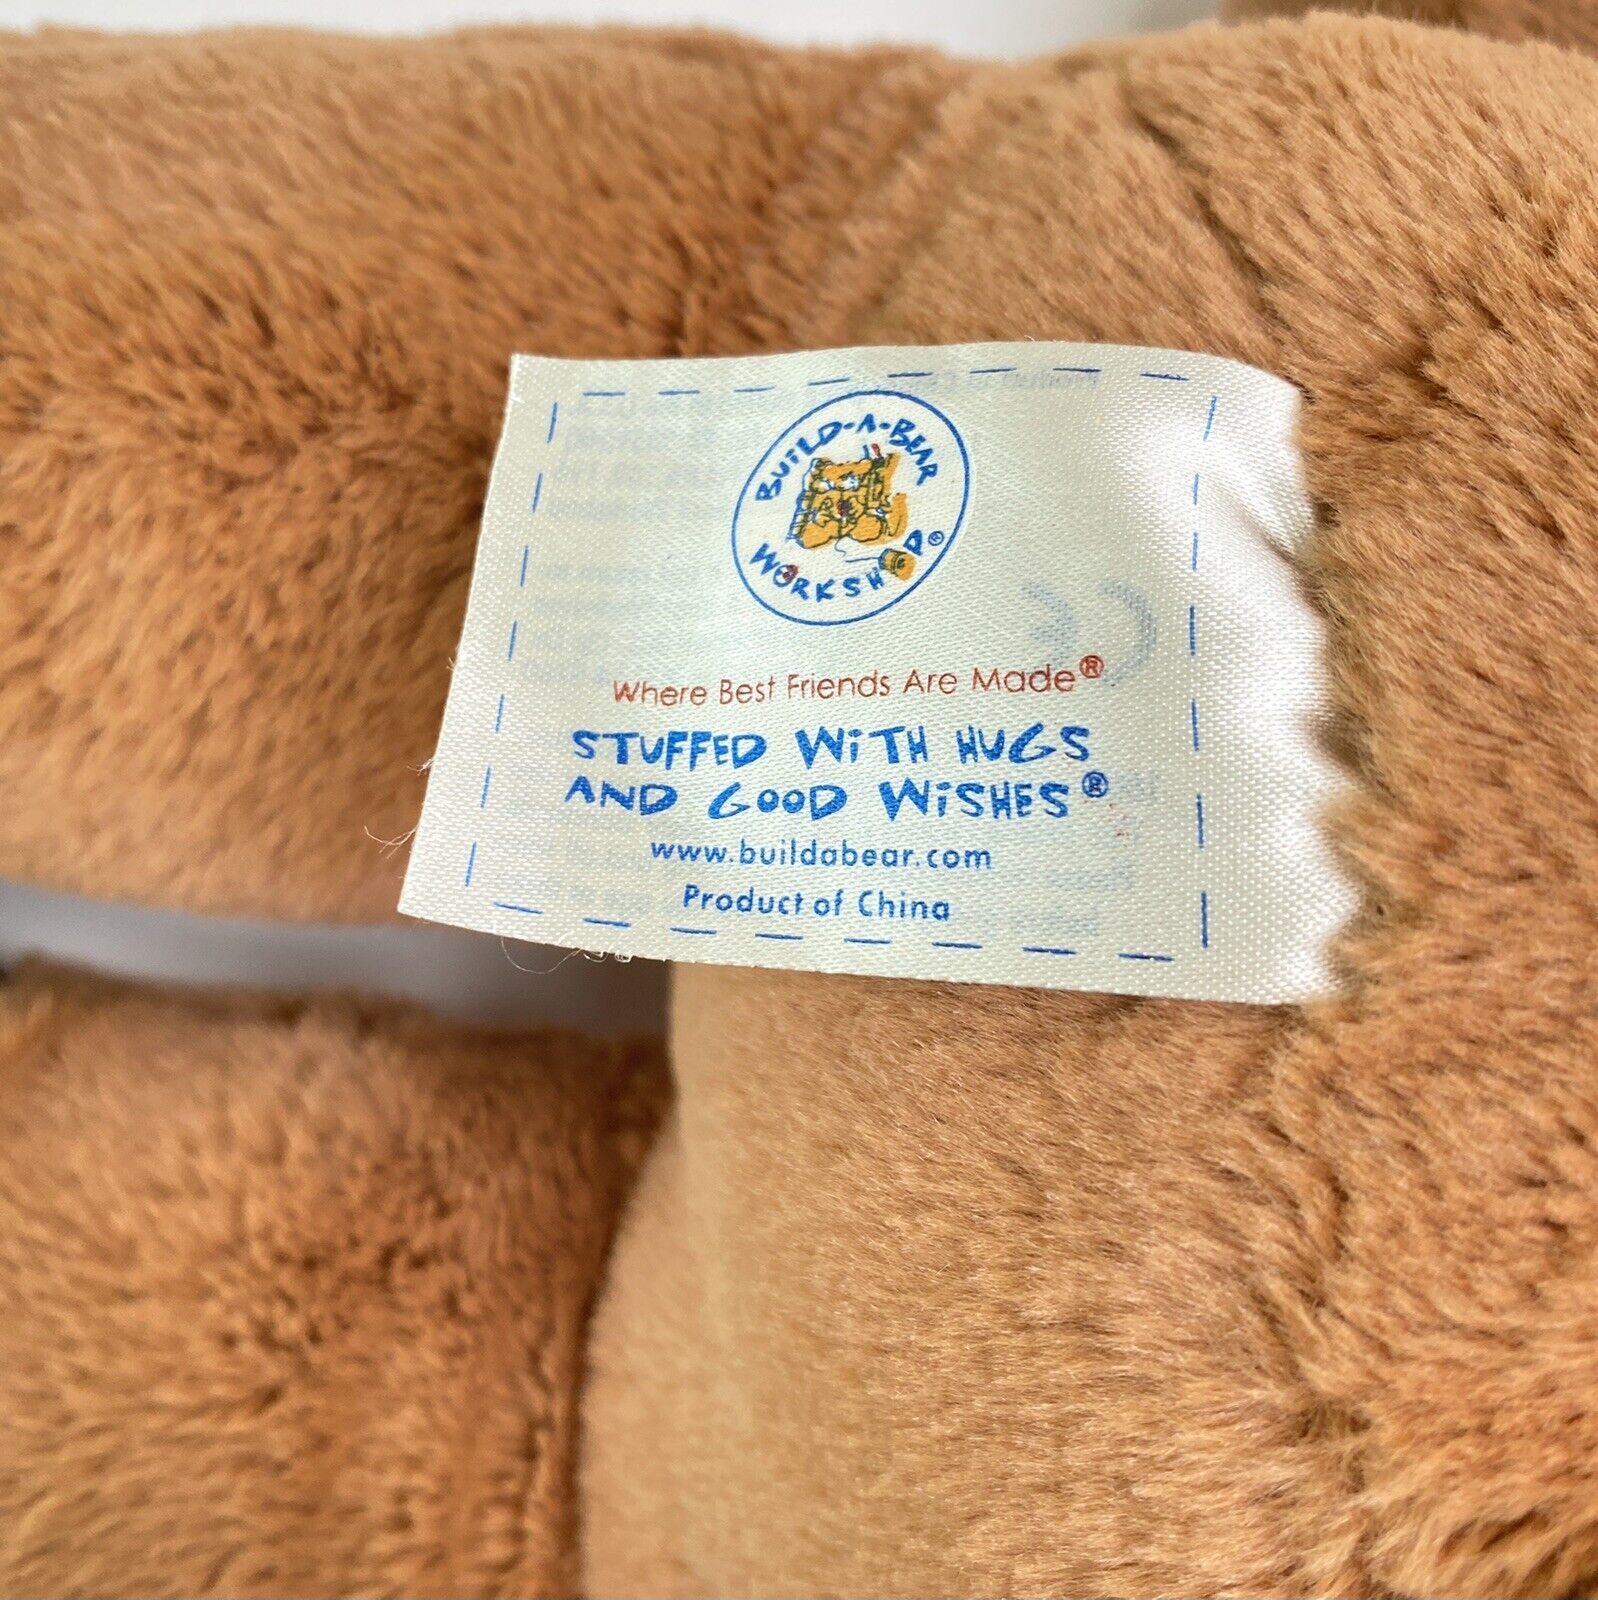 BUILD-A-BEAR
WORKSHOP©
Where Best Friends Are Made®
STUFFED WITH HUGS
AND GOOD WISHES®
www.buildabear.com
Product of China